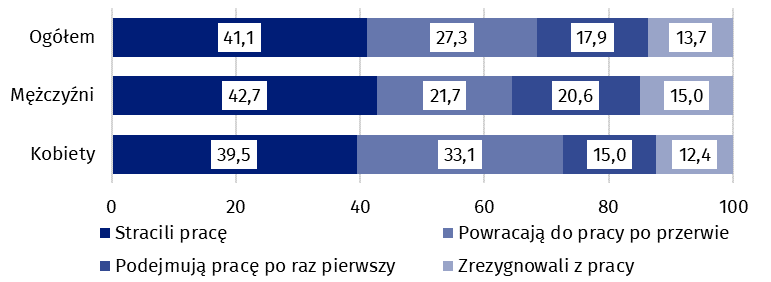 Ogółem 41,1 27,3 17,9 13,7
Mężczyźni 42,7 21,7 20,6 15,0
Kobiety 39,5 33,1 15,0 12,4
0 20 40 60 80 100
Stracili pracę Powracają do pracy po przerwie
Podejmują pracę po raz pierwszy Zrezygnowali z pracy